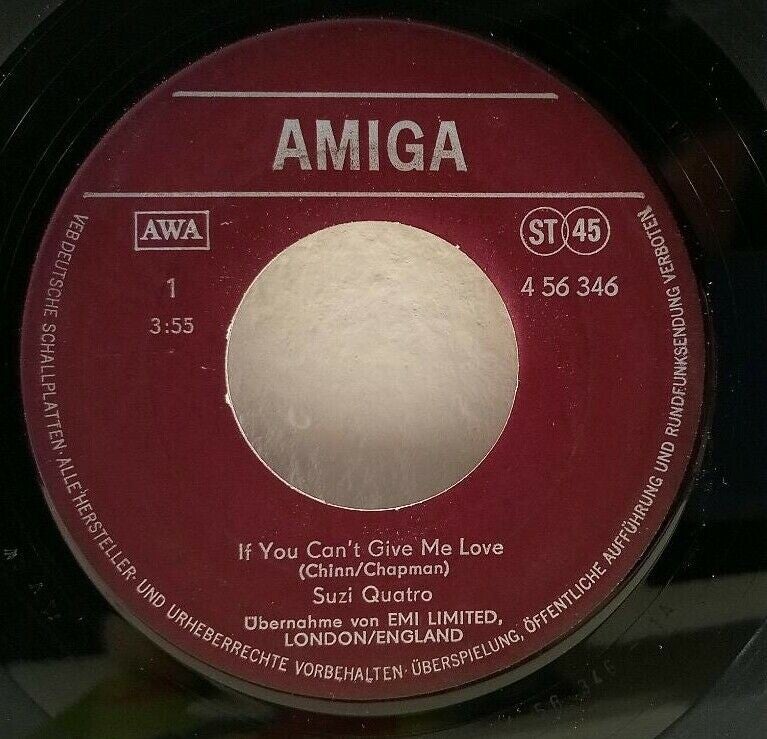 AMIGA
AWA
ST 45
1
4 56 346
3:55
If You Can't Give Me Love
(Chinn/Chapman)
Suzi Quatro
Übernahme von EMI LIMITED,
LONDON/ENGLAND
VEB DEUTSCHE SCHALLPLATTEN · ALLE HERSTELLER- UND URHEBERRECHTE VORBEHALTEN · ÜBERSPIELUNG, ÖFFENTLICHE AUFFÜHRUNG UND RUNDFUNKSENDUNG VERBOTEN